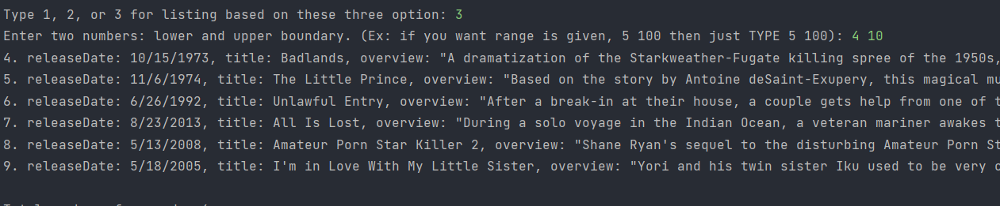 Type 1, 2, or 3 for listing based on these three option: 3
Enter two numbers: lower and upper boundary. (Ex: if you want range is given, 5 100 then just TYPE 5 100): 4 10
4. releaseDate: 10/15/1973, title: Badlands, overview: "A dramatization of the Starkweather-Fugate killing spree of the 1950s,
5. releaseDate: 11/6/1974, title: The Little Prince, overview: "Based on the story by Antoine deSaint-Exupery, this magical mu
6. releaseDate: 6/26/1992, title: Unlawful Entry, overview: "After a break-in at their house, a couple gets help from one of t
7. releaseDate: 8/23/2013, title: All Is Lost, overview: "During a solo voyage in the Indian Ocean, a veteran mariner awakes t
8. releaseDate: 5/13/2008, title: Amateur Porn Star Killer 2, overview: "Shane Ryan's sequel to the disturbing Amateur Porn St
9. releaseDate: 5/18/2005, title: I'm in Love With My Little Sister, overview: "Yori and his twin sister Iku used to be very